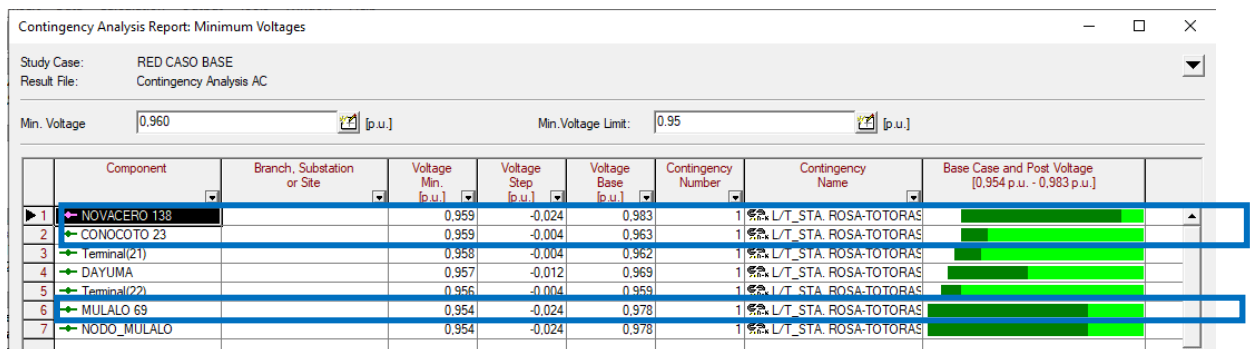 Contingency Analysis Report: Minimum Voltages
Study Case: RED CASO BASE
Result File: Contingency Analysis AC
Min. Voltage 0,960 [p.u.] Min.Voltage Limit: 0.95 [p.u.]
Component Branch, Substation or Site Voltage Min. [p.u.] Voltage Step [p.u.] Voltage Base [p.u.] Contingency Number Contingency Name Base Case and Post Voltage [0,954 p.u. - 0,983 p.u.]
1 NOVACERO 138 0,959 -0,024 0,983 1 L/T_STA. ROSA-TOTORAS
2 CONOCOTO 23 0,959 -0,004 0,963 1 L/T_STA. ROSA-TOTORAS
3 Terminal(21) 0,958 -0,004 0,962 1 L/T_STA. ROSA-TOTORAS
4 DAYUMA 0,957 -0,012 0,969 1 L/T_STA. ROSA-TOTORAS
5 Terminal(22) 0,956 -0,004 0,959 1 L/T_STA. ROSA-TOTORAS
6 MULALO 69 0,954 -0,024 0,978 1 L/T_STA. ROSA-TOTORAS
7 NODO_MULALO 0,954 -0,024 0,978 1 L/T_STA. ROSA-TOTORAS